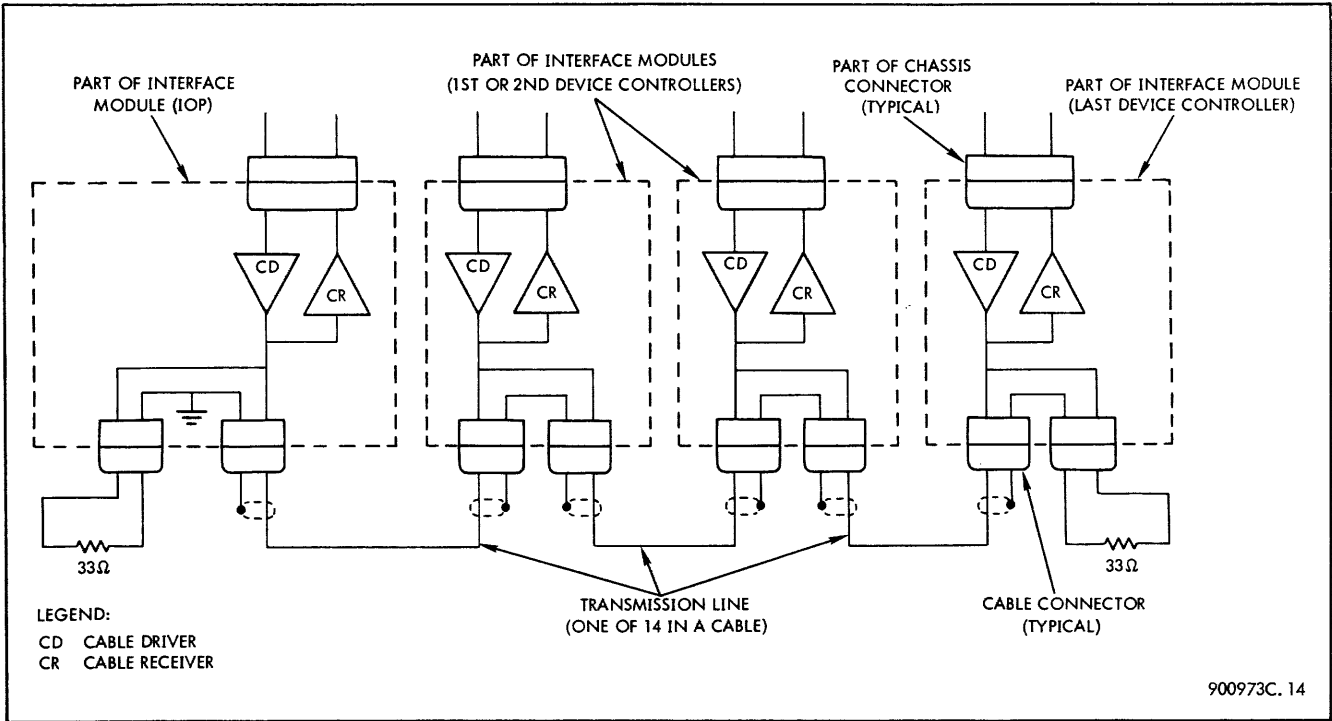 PART OF INTERFACE
MODULE (IOP)
PART OF INTERFACE MODULES
(1ST OR 2ND DEVICE CONTROLLERS)
PART OF CHASSIS
CONNECTOR
(TYPICAL)
PART OF INTERFACE MODULE
(LAST DEVICE CONTROLLER)
CD
CR
CD
CR
CD
CR
CD
CR
33Ω
33Ω
TRANSMISSION LINE
(ONE OF 14 IN A CABLE)
CABLE CONNECTOR
(TYPICAL)
LEGEND:
CD CABLE DRIVER
CR CABLE RECEIVER
900973C. 14